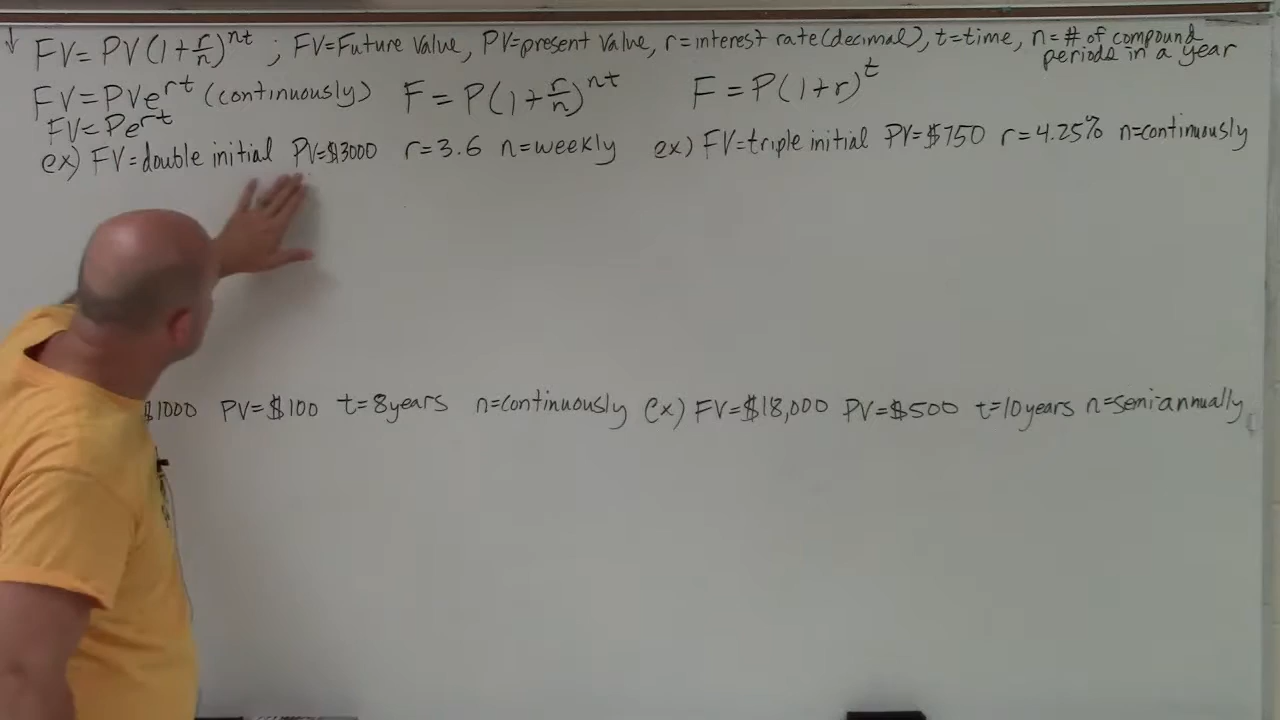 ↓ FV=PV(1+r/n)^nt ; FV=Future Value, PV=present value, r=interest rate(decimal), t=time, n=# of compound
periods in a year
FV=PVe^rt (continuously) F=P(1+r/n)^nt F=P(1+r)^t
FV=Pe^rt
ex) FV=double initial PV=$3000 r=3.6 n=weekly ex) FV=triple initial PV=$750 r=4.25% n=continuously
$1000 PV=$100 t=8years n=continuously ex) FV=$18,000 PV=$500 t=10years n=semiannually